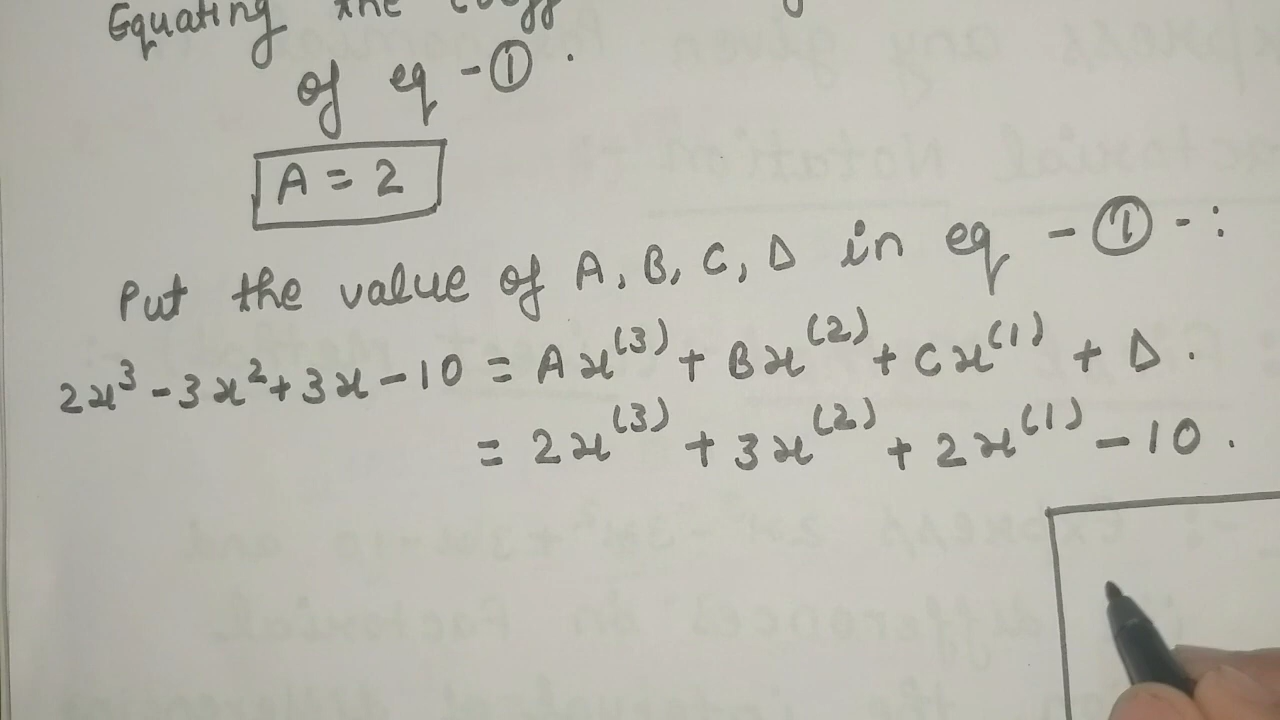 Equating the
of eq - ① .
A = 2
Put the value of A, B, C, D in eq - ① - :
2x³ - 3x² + 3x - 10 = Ax⁽³⁾ + Bx⁽²⁾ + Cx⁽¹⁾ + D .
= 2x⁽³⁾ + 3x⁽²⁾ + 2x⁽¹⁾ - 10 .